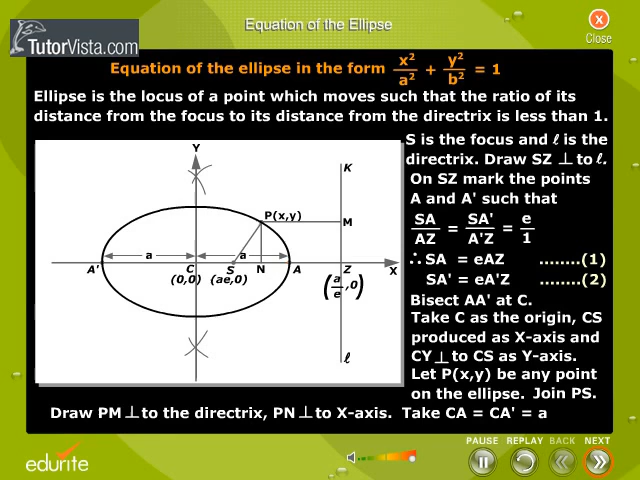 Equation of the Ellipse
TutorVista.com
Close
Equation of the ellipse in the form x²/a² + y²/b² = 1
Ellipse is the locus of a point which moves such that the ratio of its
distance from the focus to its distance from the directrix is less than 1.
S is the focus and ℓ is the
directrix. Draw SZ ⊥ to ℓ.
On SZ mark the points
A and A' such that
SA/AZ = SA'/A'Z = e/1
∴ SA = eAZ ........(1)
SA' = eA'Z ........(2)
Bisect AA' at C.
Take C as the origin, CS
produced as X-axis and
CY ⊥ to CS as Y-axis.
Let P(x,y) be any point
on the ellipse. Join PS.
Y
K
P(x,y)
M
a a
A' C S N A Z X
(0,0) (ae,0) (a/e,0)
ℓ
Draw PM ⊥ to the directrix, PN ⊥ to X-axis. Take CA = CA' = a
PAUSE REPLAY BACK NEXT
edurite